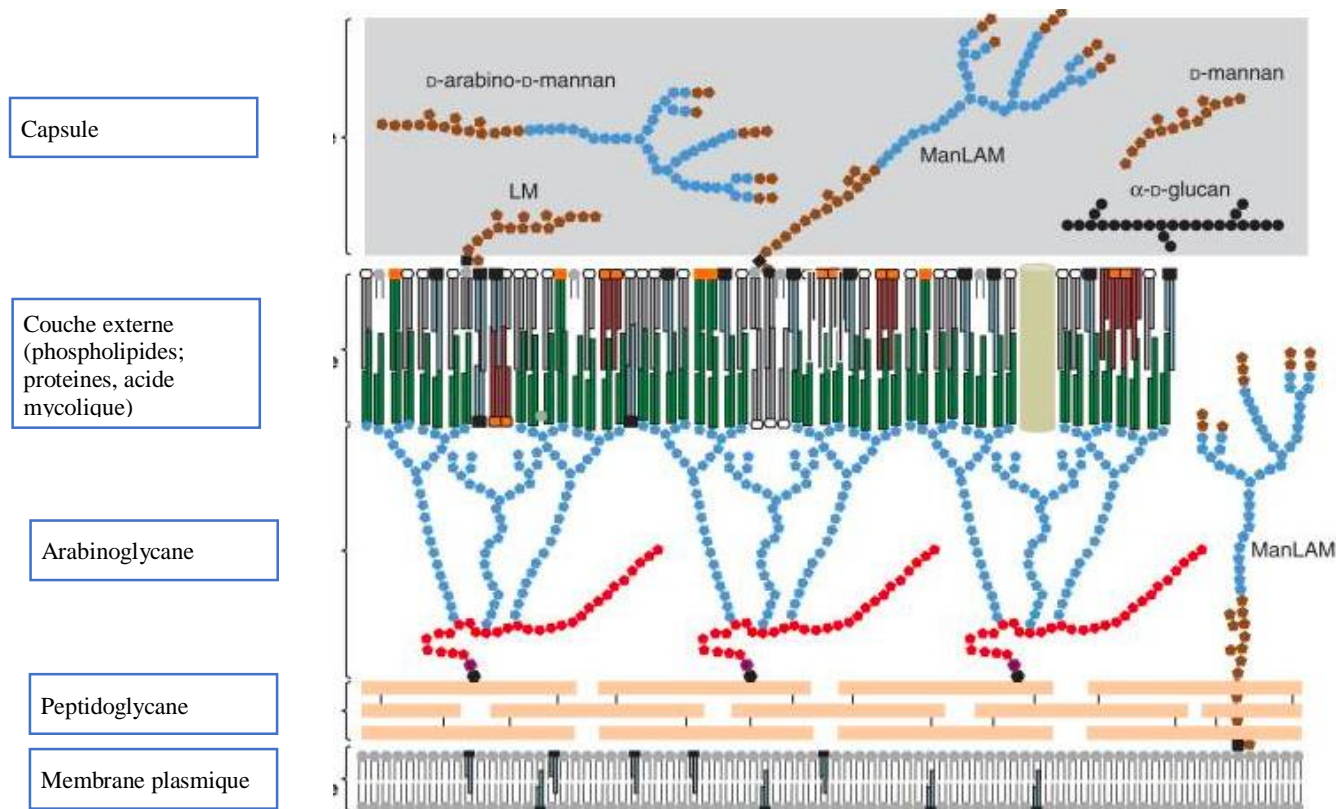 Capsule
D-arabino-D-mannan
LM
ManLAM
D-mannan
α-D-glucan
Couche externe
(phospholipides;
proteines, acide
mycolique)
Arabinoglycane
ManLAM
Peptidoglycane
Membrane plasmique